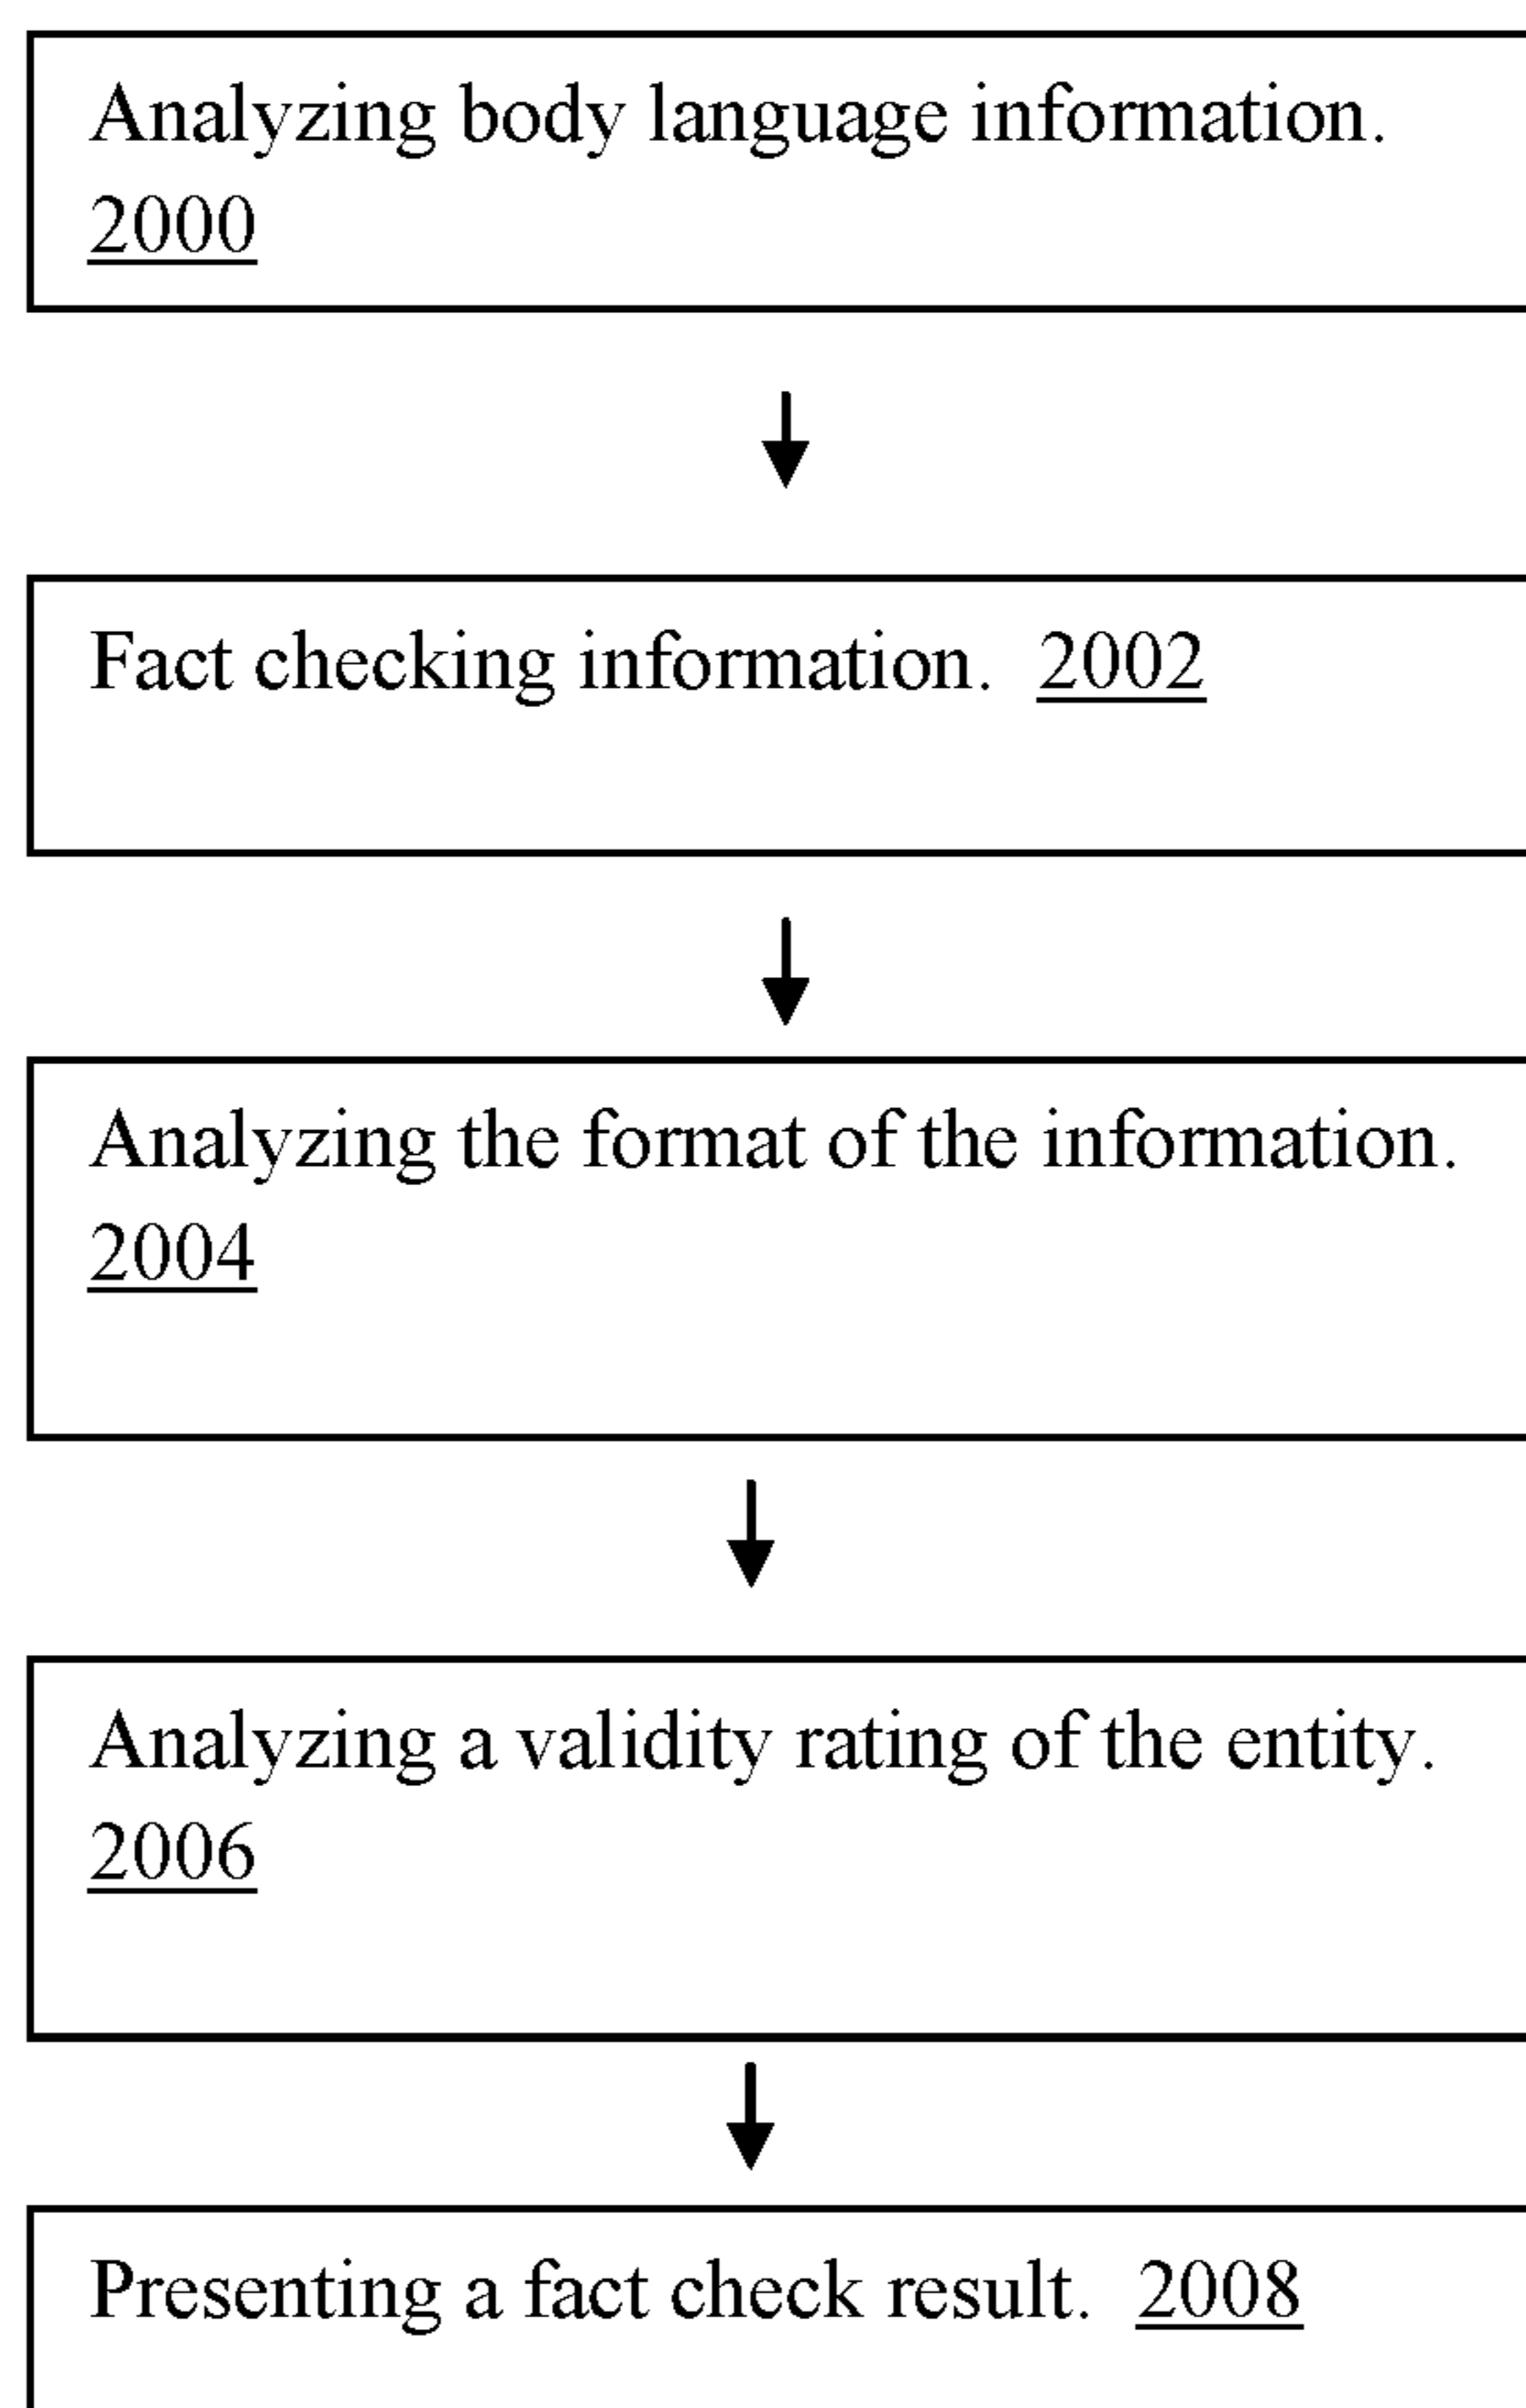 Analyzing body language information.
2000
Fact checking information. 2002
Analyzing the format of the information.
2004
Analyzing a validity rating of the entity.
2006
Presenting a fact check result. 2008